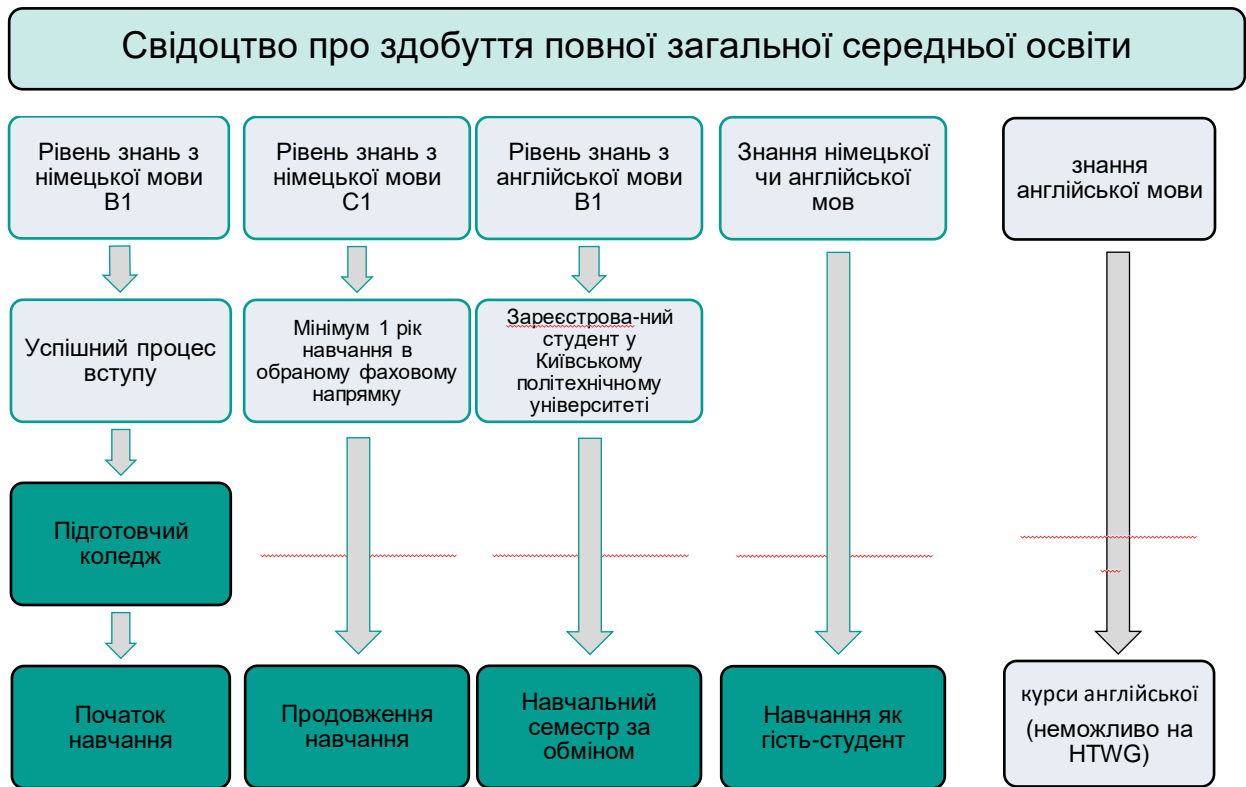 Свідоцтво про здобуття повної загальної середньої освіти
Рівень знань з
німецької мови
B1
Рівень знань з
німецької мови
C1
Рівень знань з
англійської мови
B1
Знання німецької
чи англійської
мов
знання
англійської мови
Успішний процес
вступу
Мінімум 1 рік
навчання в
обраному фаховому
напрямку
Зареєстрова-ний
студент у
Київському
політехнічному
університеті
Підготовчий
коледж
Початок
навчання
Продовження
навчання
Навчальний
семестр за
обміном
Навчання як
гість-студент
курси англійської
(неможливо на
HTWG)